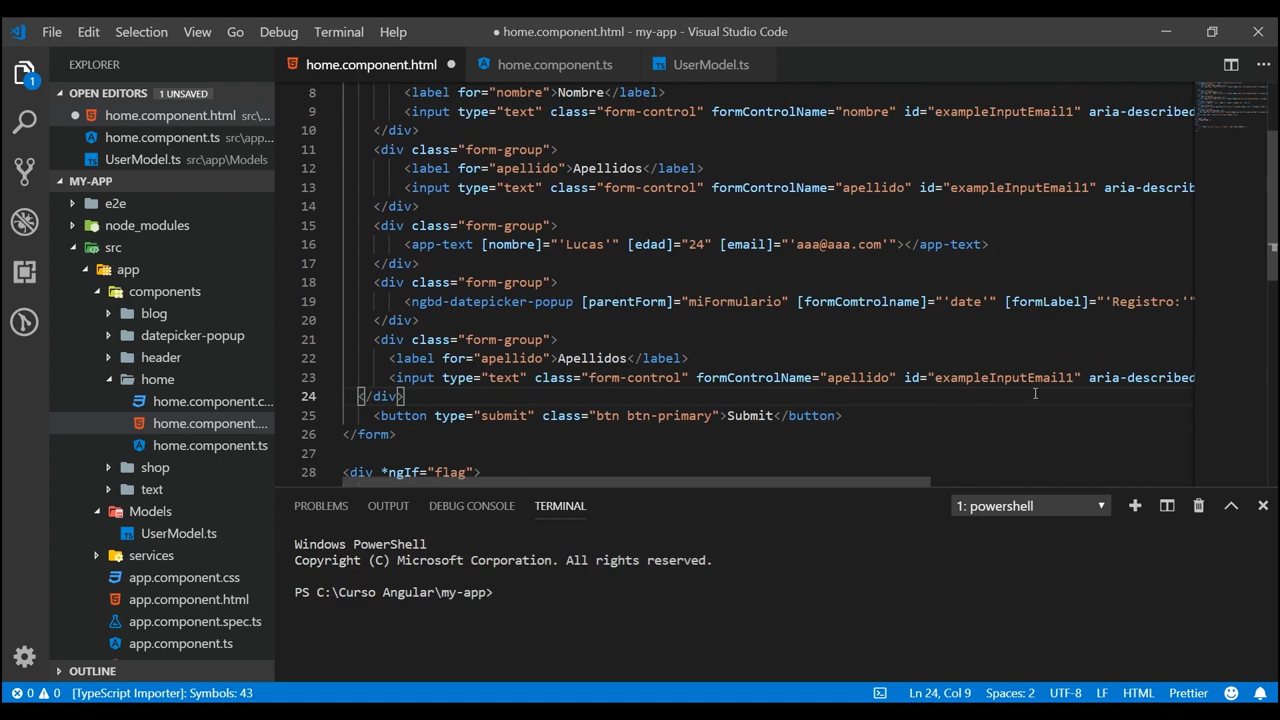 File Edit Selection View Go Debug Terminal Help ● home.component.html - my-app - Visual Studio Code
EXPLORER
OPEN EDITORS 1 UNSAVED
home.component.html src\...
home.component.ts src\app...
UserModel.ts src\app\Models
MY-APP
e2e
node_modules
src
app
components
blog
datepicker-popup
header
home
home.component.c...
home.component....
home.component.ts
shop
text
Models
UserModel.ts
services
app.component.css
app.component.html
app.component.spec.ts
app.component.ts
OUTLINE
1
home.component.html ● home.component.ts UserModel.ts
8 <label for="nombre">Nombre</label>
9 <input type="text" class="form-control" formControlName="nombre" id="exampleInputEmail1" aria-described
10 </div>
11 <div class="form-group">
12 <label for="apellido">Apellidos</label>
13 <input type="text" class="form-control" formControlName="apellido" id="exampleInputEmail1" aria-describ
14 </div>
15 <div class="form-group">
16 <app-text [nombre]="'Lucas'" [edad]="24" [email]="'aaa@aaa.com'"></app-text>
17 </div>
18 <div class="form-group">
19 <ngbd-datepicker-popup [parentForm]="miFormulario" [formComtrolname]="'date'" [formLabel]="'Registro:'"
20 </div>
21 <div class="form-group">
22 <label for="apellido">Apellidos</label>
23 <input type="text" class="form-control" formControlName="apellido" id="exampleInputEmail1" aria-described
24 </div>
25 <button type="submit" class="btn btn-primary">Submit</button>
26 </form>
27
28 <div *ngIf="flag">
PROBLEMS OUTPUT DEBUG CONSOLE TERMINAL 1: powershell
Windows PowerShell
Copyright (C) Microsoft Corporation. All rights reserved.
PS C:\Curso Angular\my-app>
0 0 [TypeScript Importer]: Symbols: 43 Ln 24, Col 9 Spaces: 2 UTF-8 LF HTML Prettier